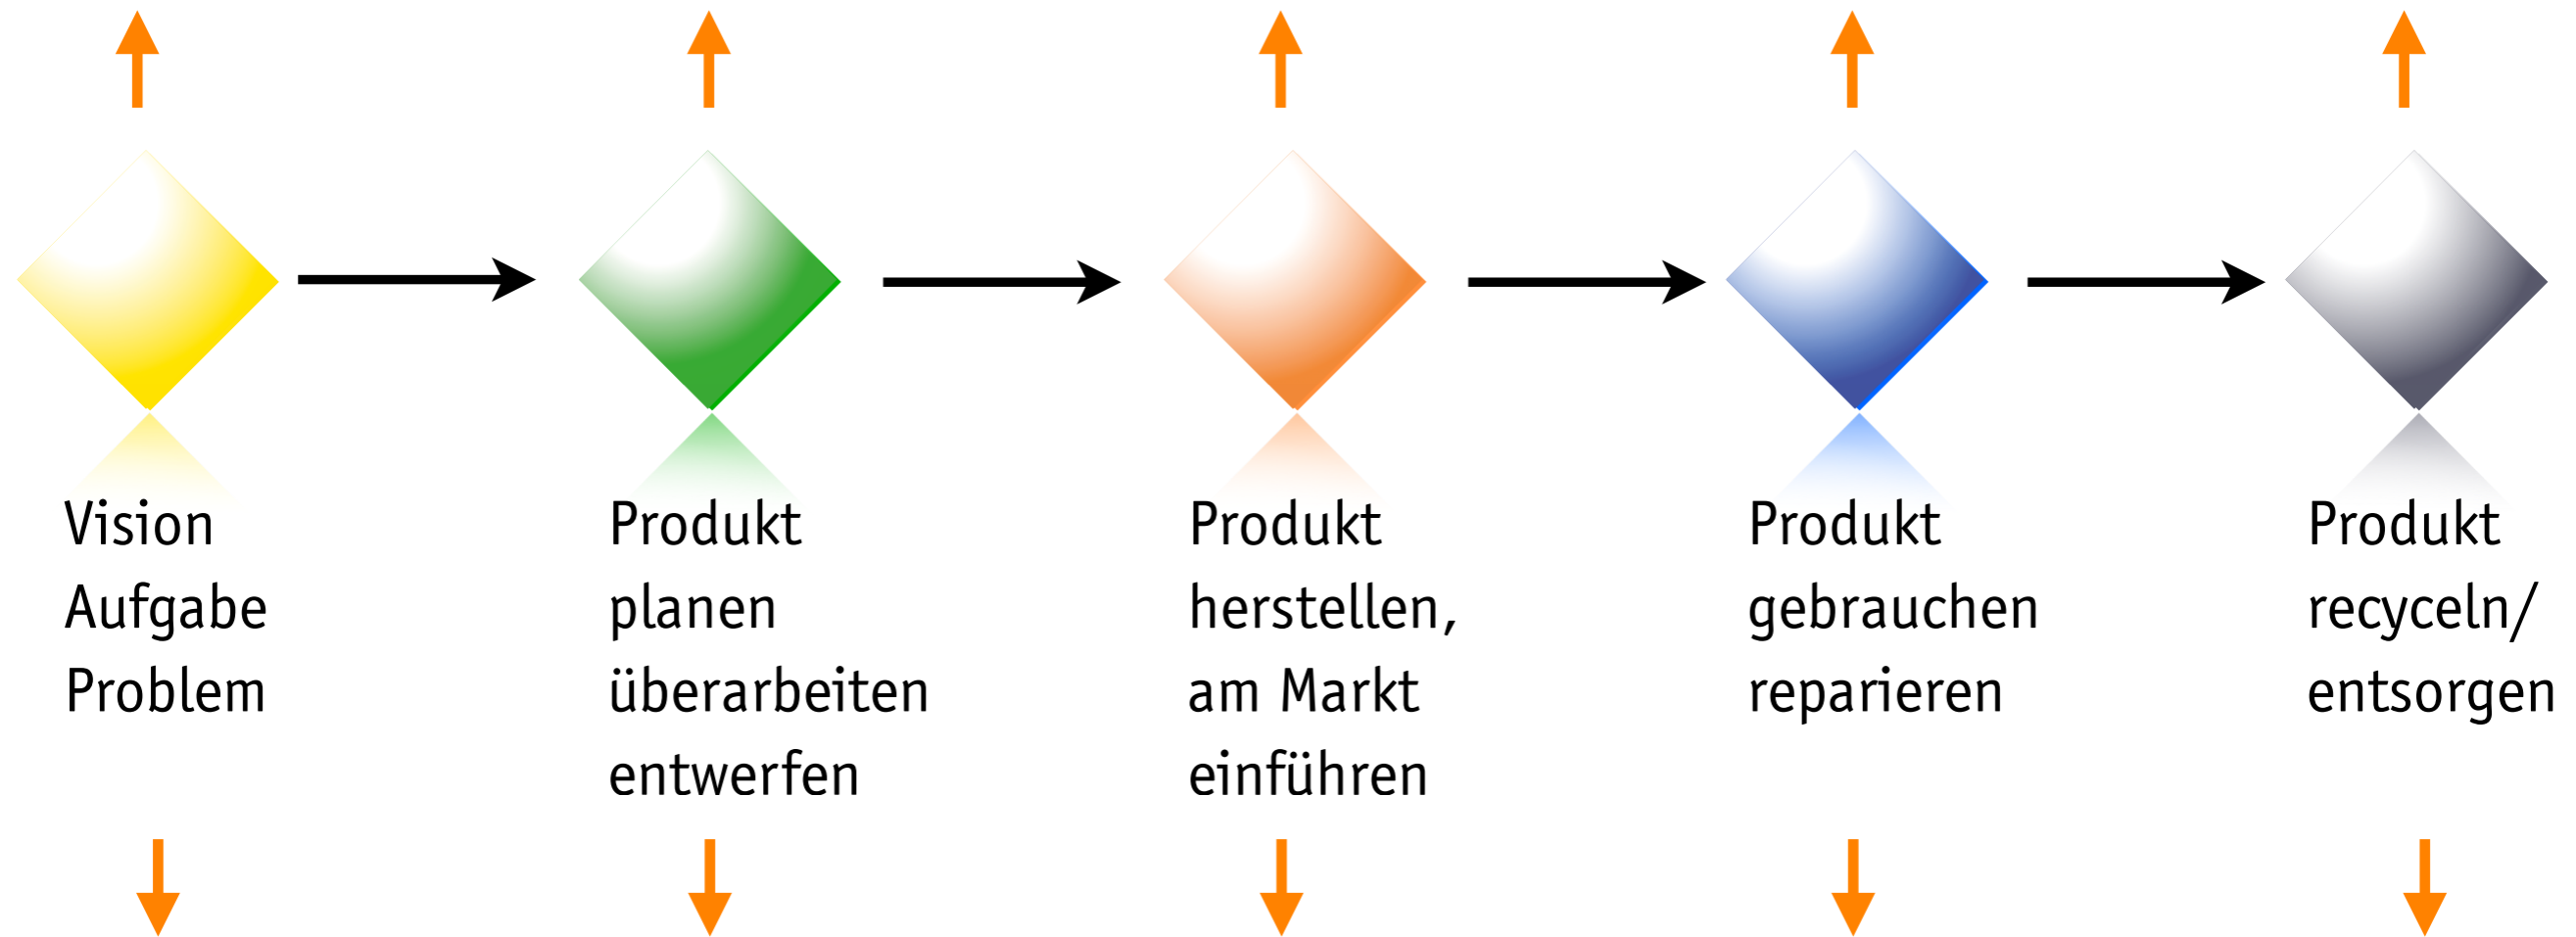 Vision
Aufgabe
Problem
Produkt
planen
überarbeiten
entwerfen
Produkt
herstellen,
am Markt
einführen
Produkt
gebrauchen
reparieren
Produkt
recyceln/
entsorgen